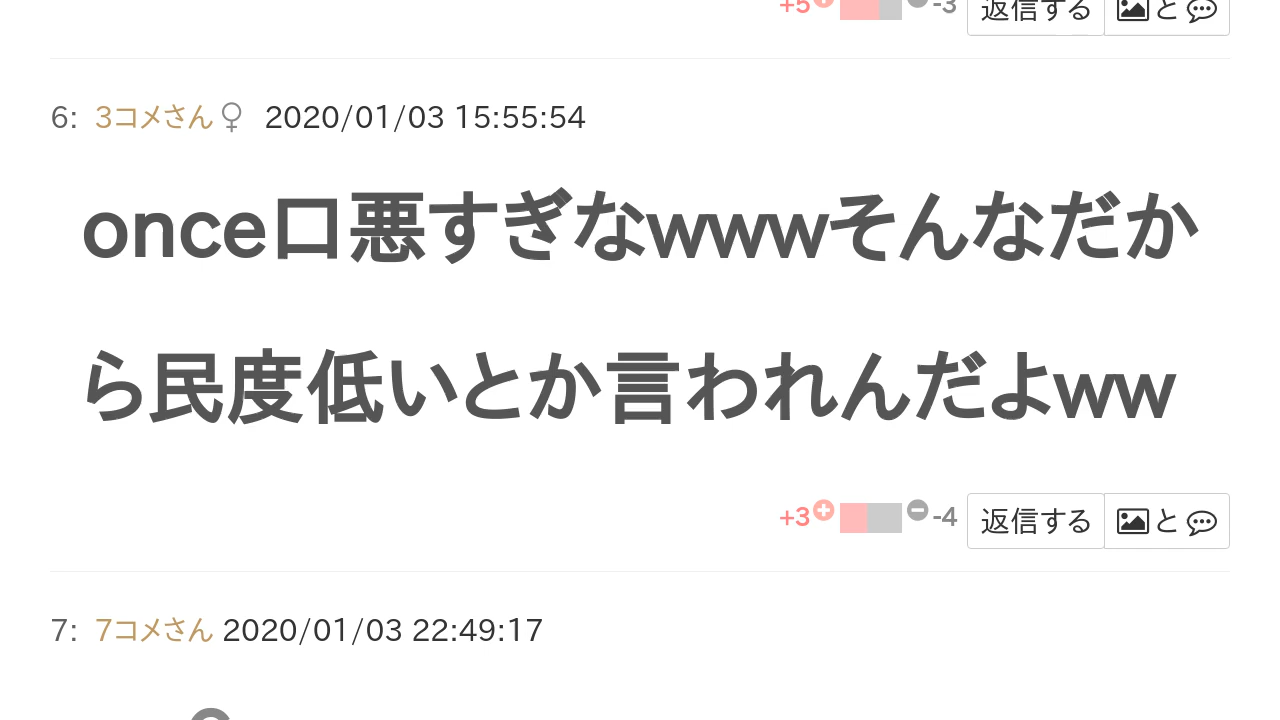 +5 -3 返信する と
6: 3コメさん♀ 2020/01/03 15:55:54
once口悪すぎなwwwそんなだか
ら民度低いとか言われんだよww
+3 -4 返信する と
7: 7コメさん 2020/01/03 22:49:17